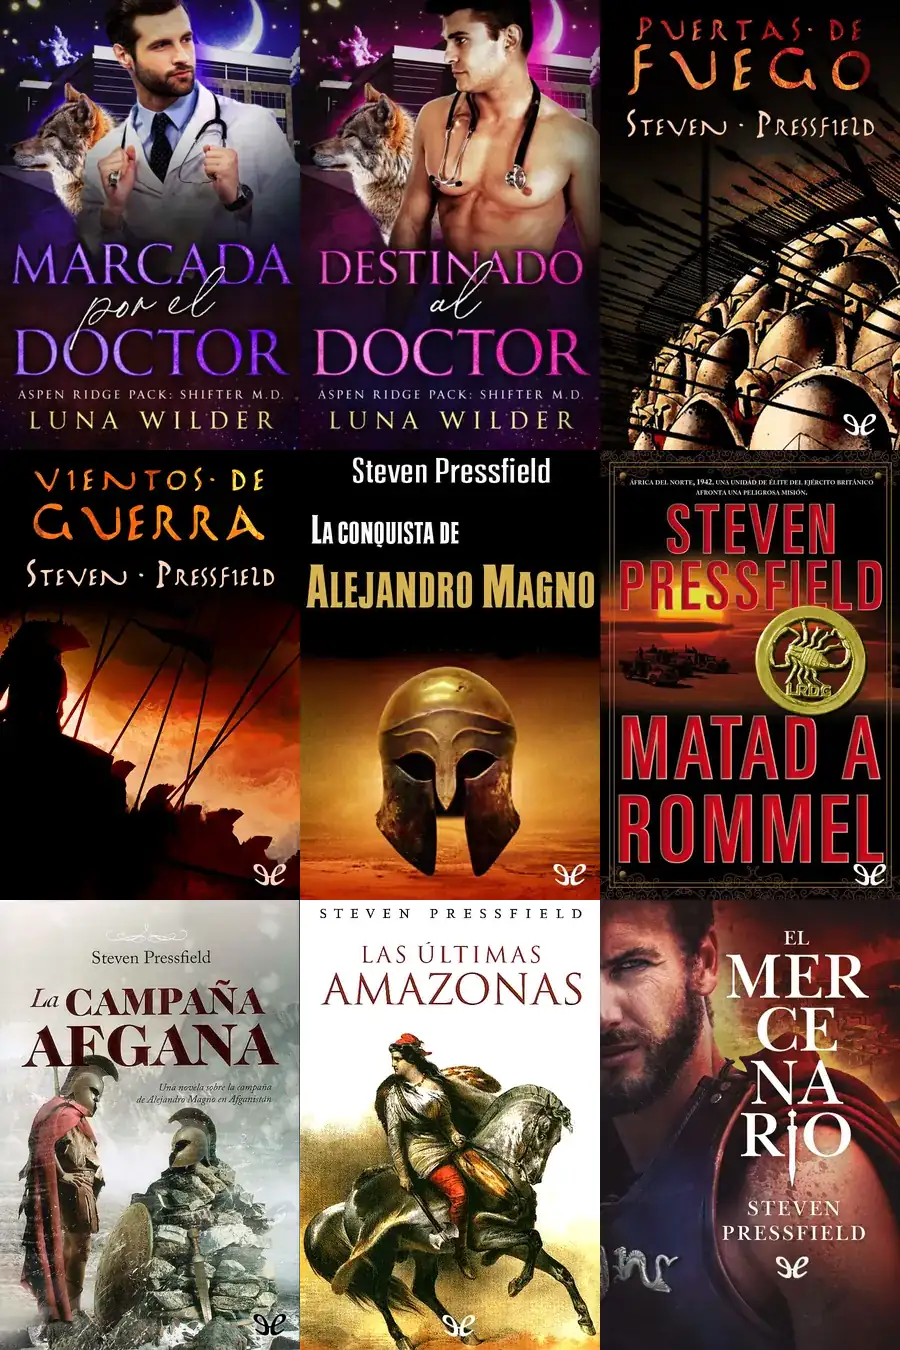 MARCADA
por el
DOCTOR
ASPEN RIDGE PACK: SHIFTER M.D.
LUNA WILDER
DESTINADO
al
DOCTOR
ASPEN RIDGE PACK: SHIFTER M.D.
LUNA WILDER
PUERTAS · DE
FUEGO
STEVEN · PRESSFIELD
VIENTOS · DE
GUERRA
STEVEN · PRESSFIELD
Steven Pressfield
LA CONQUISTA DE
ALEJANDRO MAGNO
ÁFRICA DEL NORTE, 1942. UNA UNIDAD DE ÉLITE DEL EJÉRCITO BRITÁNICO
AFRONTA UNA PELIGROSA MISIÓN.
STEVEN
PRESSFIELD
LRDG
MATAD A
ROMMEL
Steven Pressfield
La CAMPAÑA
AFGANA
Una novela sobre la campaña
de Alejandro Magno en Afganistán
STEVEN PRESSFIELD
LAS ÚLTIMAS
AMAZONAS
EL
MER
CE
NA
RIO
STEVEN
PRESSFIELD